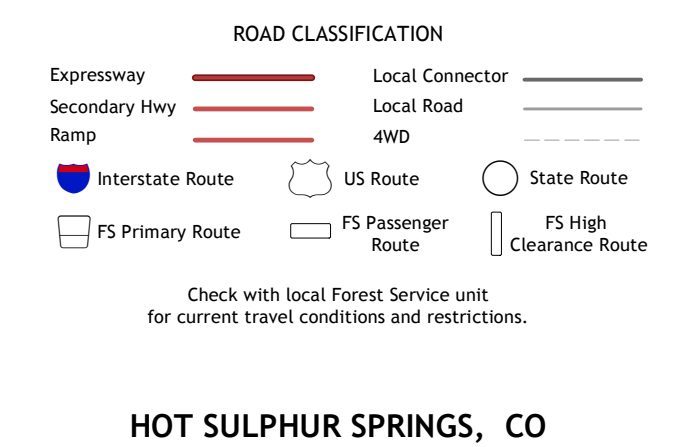 ROAD CLASSIFICATION
Expressway
Local Connector
Secondary Hwy
Local Road
Ramp
4WD
Interstate Route
US Route
State Route
FS Primary Route
FS Passenger
Route
FS High
Clearance Route
Check with local Forest Service unit
for current travel conditions and restrictions.
HOT SULPHUR SPRINGS, CO